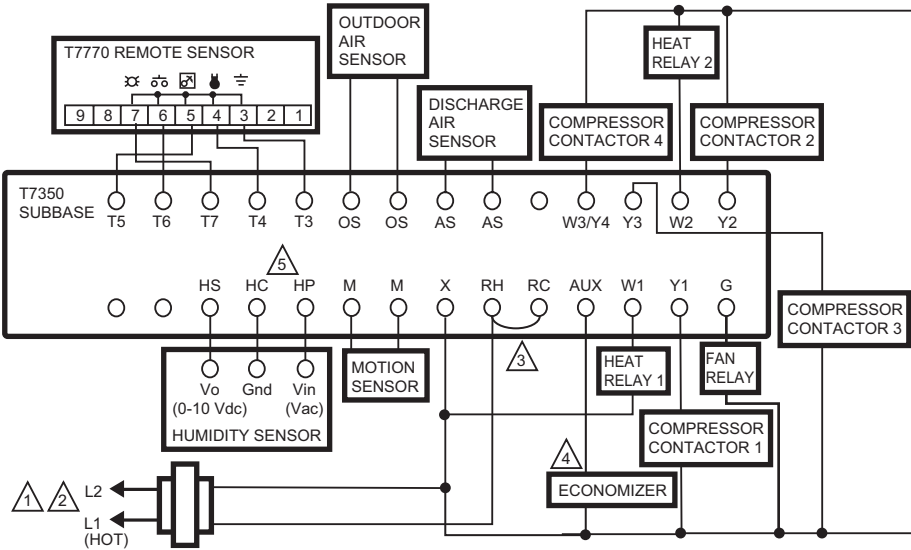 OUTDOOR
AIR
SENSOR
T7770 REMOTE SENSOR
9 8 7 6 5 4 3 2 1
DISCHARGE
AIR
SENSOR
HEAT
RELAY 2
COMPRESSOR
CONTACTOR 4
COMPRESSOR
CONTACTOR 2
T7350
SUBBASE
T5 T6 T7 T4 T3 OS OS AS AS W3/Y4 Y3 W2 Y2
5
HS HC HP M M X RH RC AUX W1 Y1 G
COMPRESSOR
CONTACTOR 3
3
Vo Gnd Vin
(0-10 Vdc) (Vac)
HUMIDITY SENSOR
MOTION
SENSOR
HEAT
RELAY 1
FAN
RELAY
COMPRESSOR
CONTACTOR 1
4
ECONOMIZER
1 2 L2
L1
(HOT)